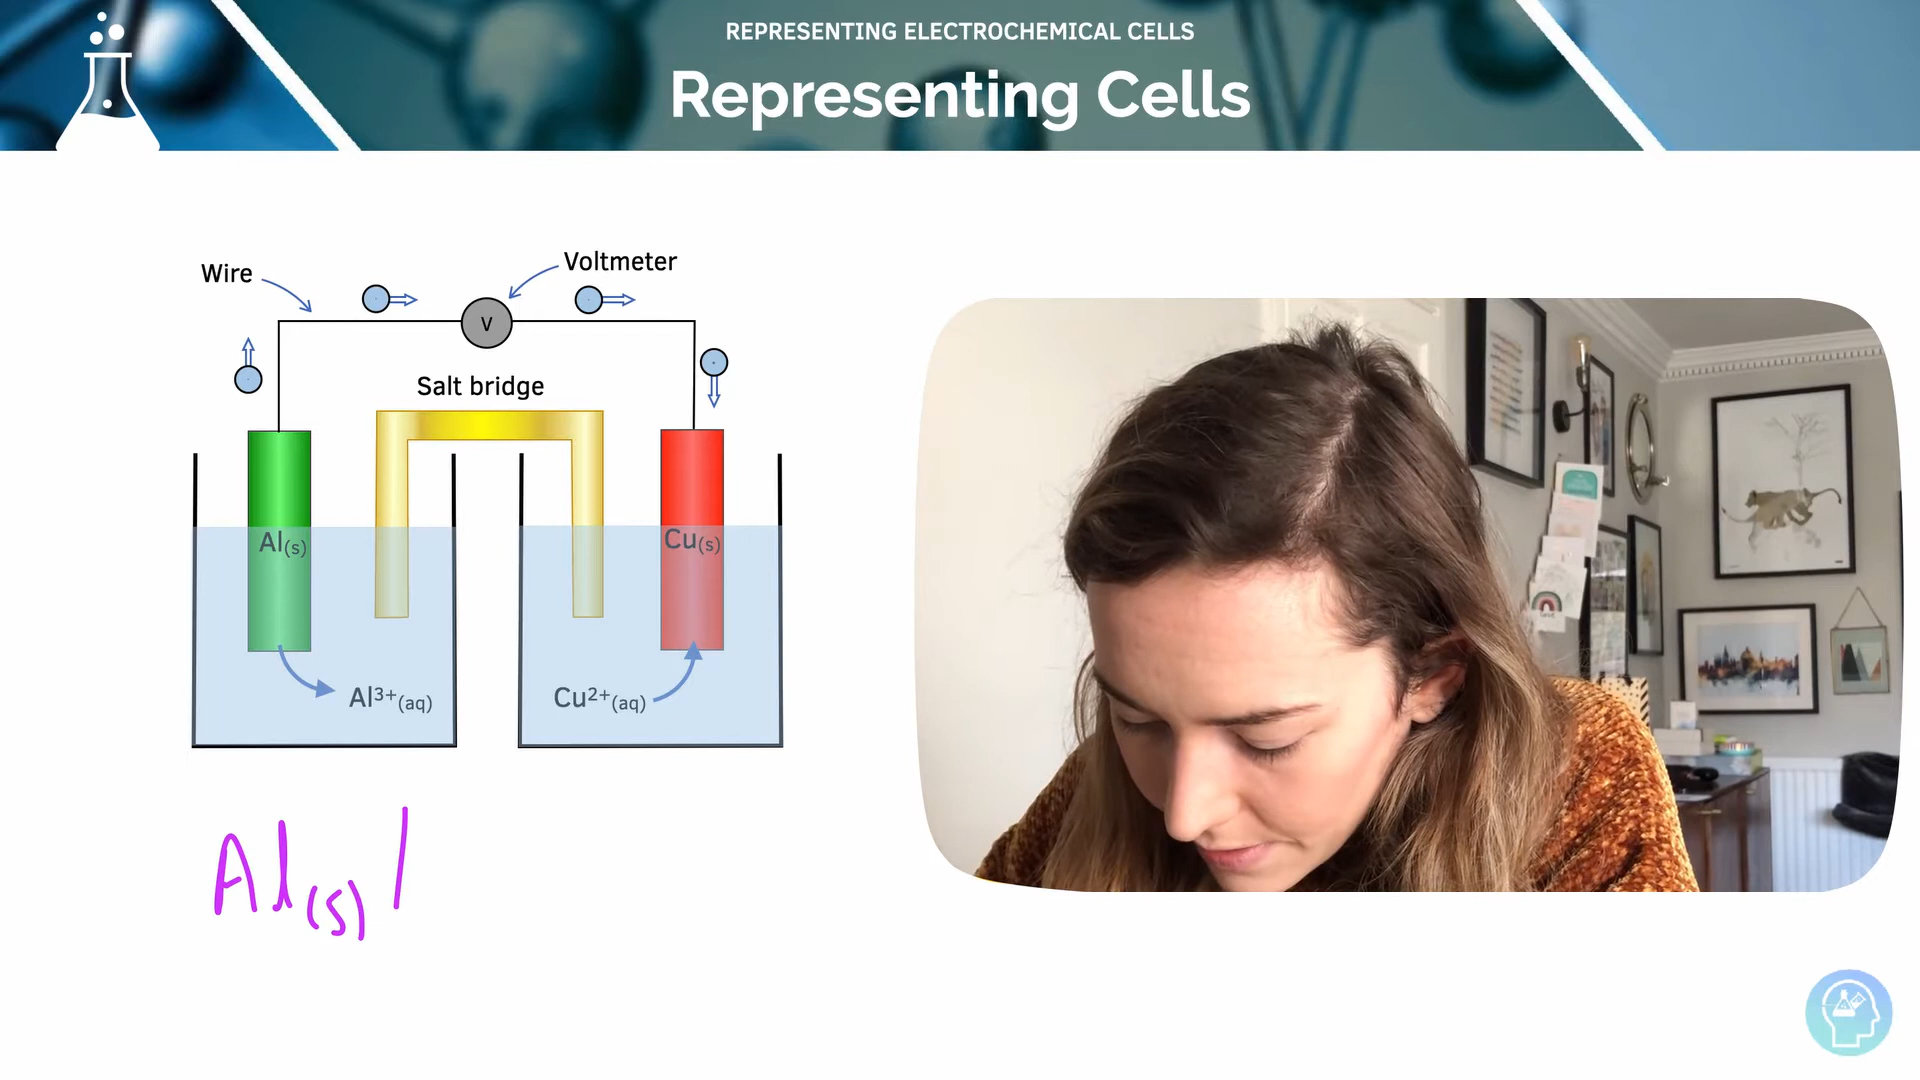 REPRESENTING ELECTROCHEMICAL CELLS
Representing Cells
Wire
Voltmeter
V
Salt bridge
Al(s)
Cu(s)
Al³⁺(aq)
Cu²⁺(aq)
Al(s) |